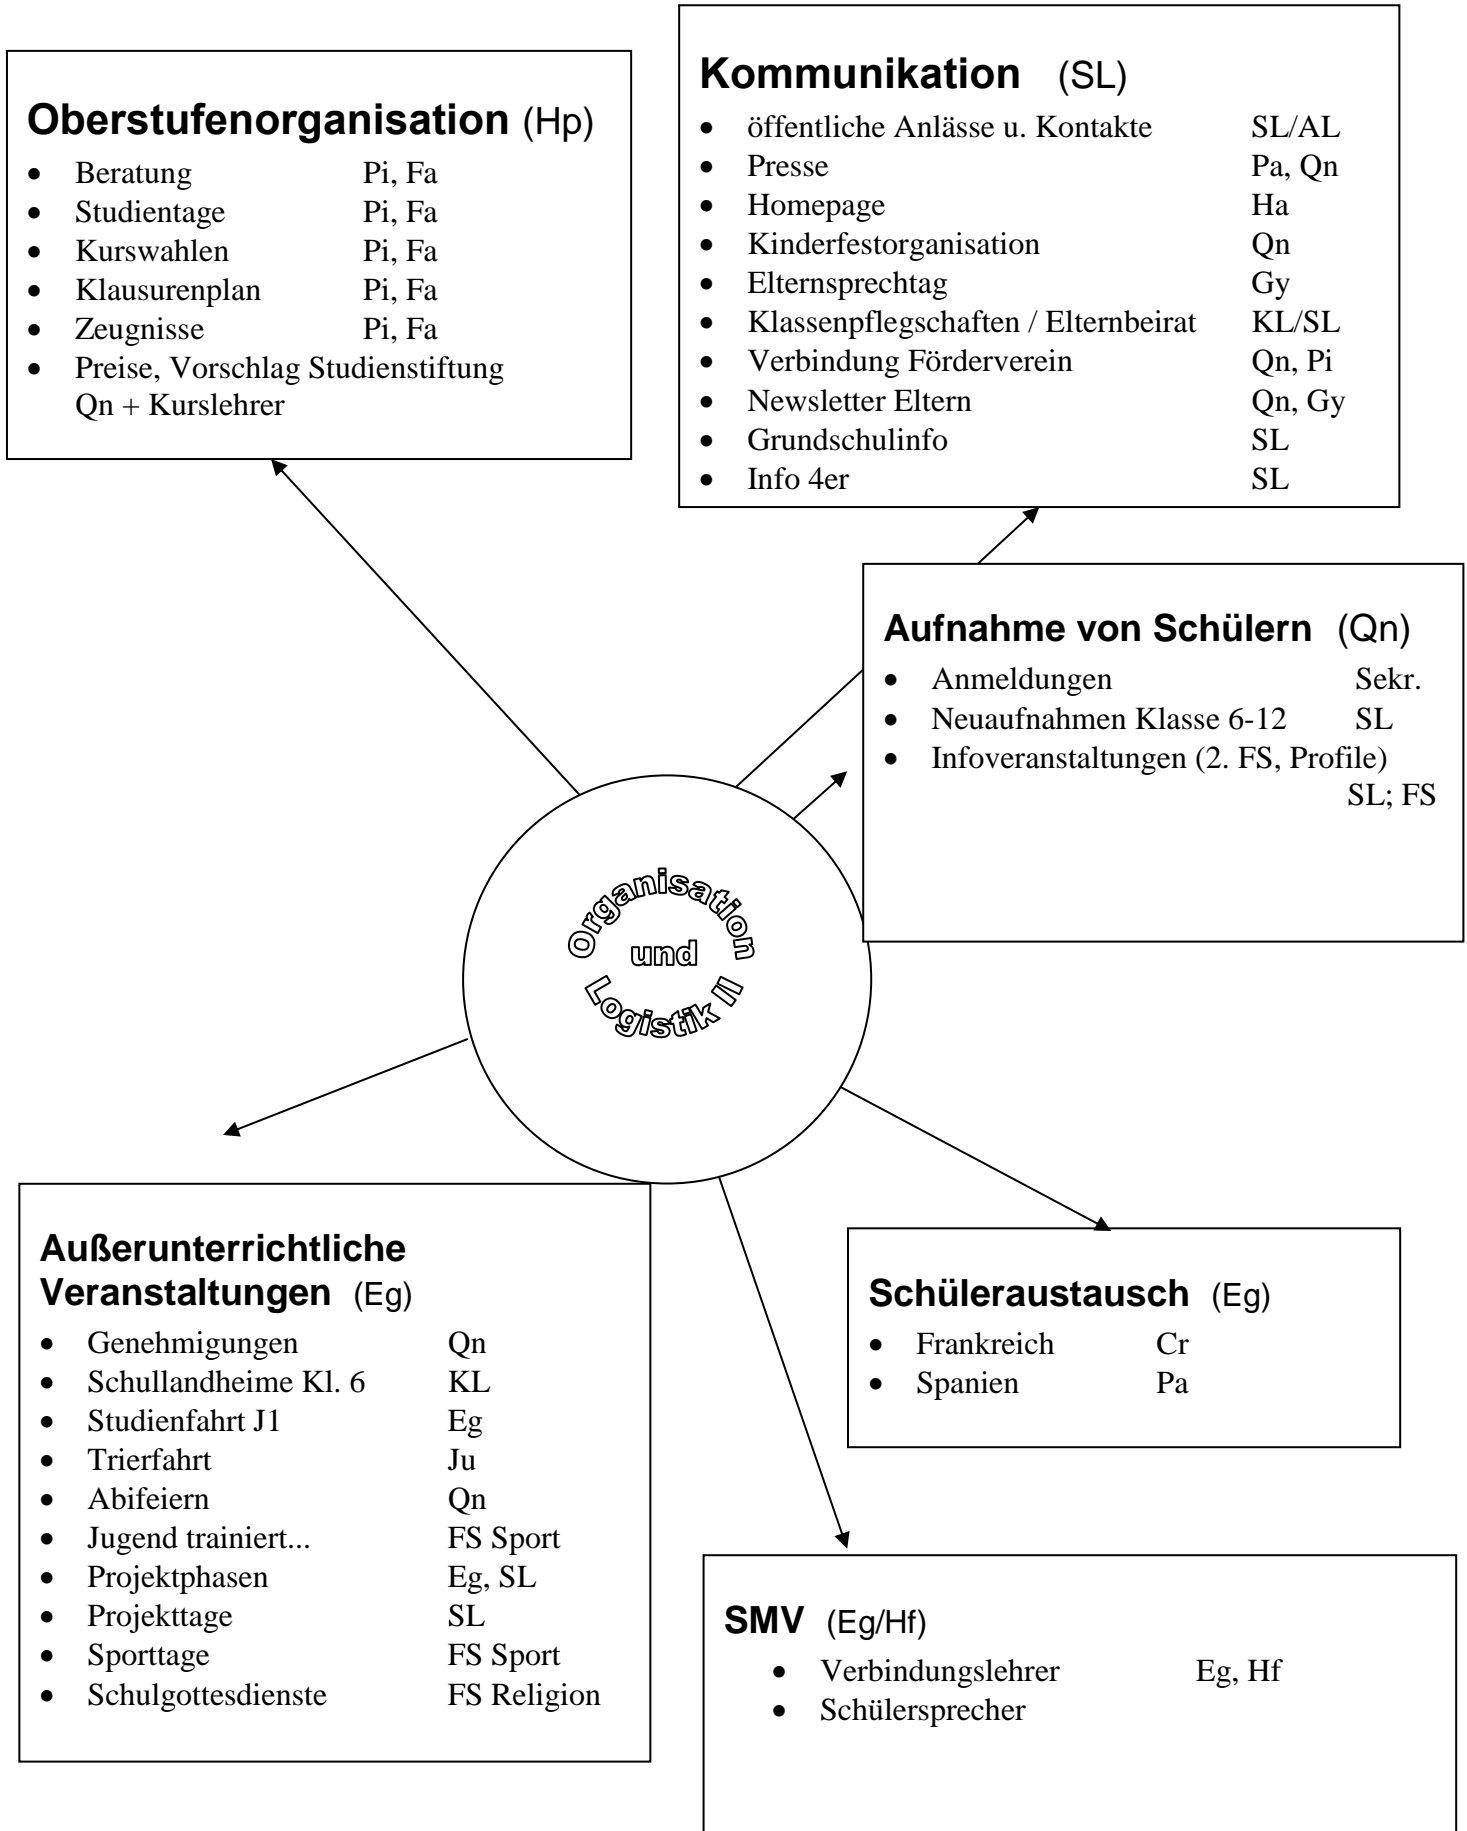 Oberstufenorganisation (Hp)
• Beratung Pi, Fa
• Studientage Pi, Fa
• Kurswahlen Pi, Fa
• Klausurenplan Pi, Fa
• Zeugnisse Pi, Fa
• Preise, Vorschlag Studienstiftung
Qn + Kurslehrer
Kommunikation (SL)
• öffentliche Anlässe u. Kontakte SL/AL
• Presse Pa, Qn
• Homepage Ha
• Kinderfestorganisation Qn
• Elternsprechtag Gy
• Klassenpflegschaften / Elternbeirat KL/SL
• Verbindung Förderverein Qn, Pi
• Newsletter Eltern Qn, Gy
• Grundschulinfo SL
• Info 4er SL
Aufnahme von Schülern (Qn)
• Anmeldungen Sekr.
• Neuaufnahmen Klasse 6-12 SL
• Infoveranstaltungen (2. FS, Profile)
SL; FS
Organisation
und
Logistik II
Außerunterrichtliche
Veranstaltungen (Eg)
• Genehmigungen Qn
• Schullandheime Kl. 6 KL
• Studienfahrt J1 Eg
• Trierfahrt Ju
• Abifeiern Qn
• Jugend trainiert... FS Sport
• Projektphasen Eg, SL
• Projekttage SL
• Sporttage FS Sport
• Schulgottesdienste FS Religion
Schüleraustausch (Eg)
• Frankreich Cr
• Spanien Pa
SMV (Eg/Hf)
• Verbindungslehrer Eg, Hf
• Schülersprecher